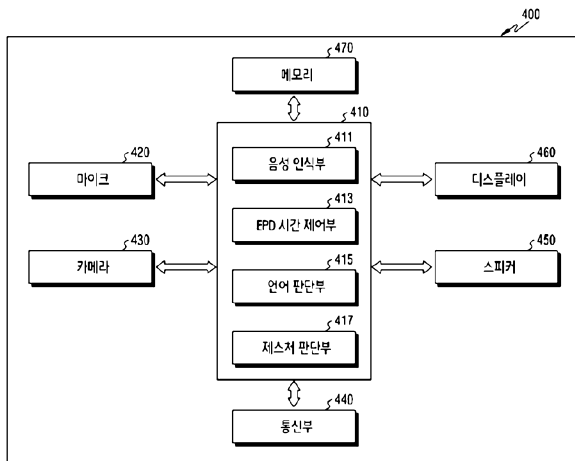 400
470
메모리
410
411
음성 인식부
420
마이크
460
디스플레이
413
EPD 시간 제어부
430
카메라
415
언어 판단부
450
스피커
417
제스처 판단부
440
통신부